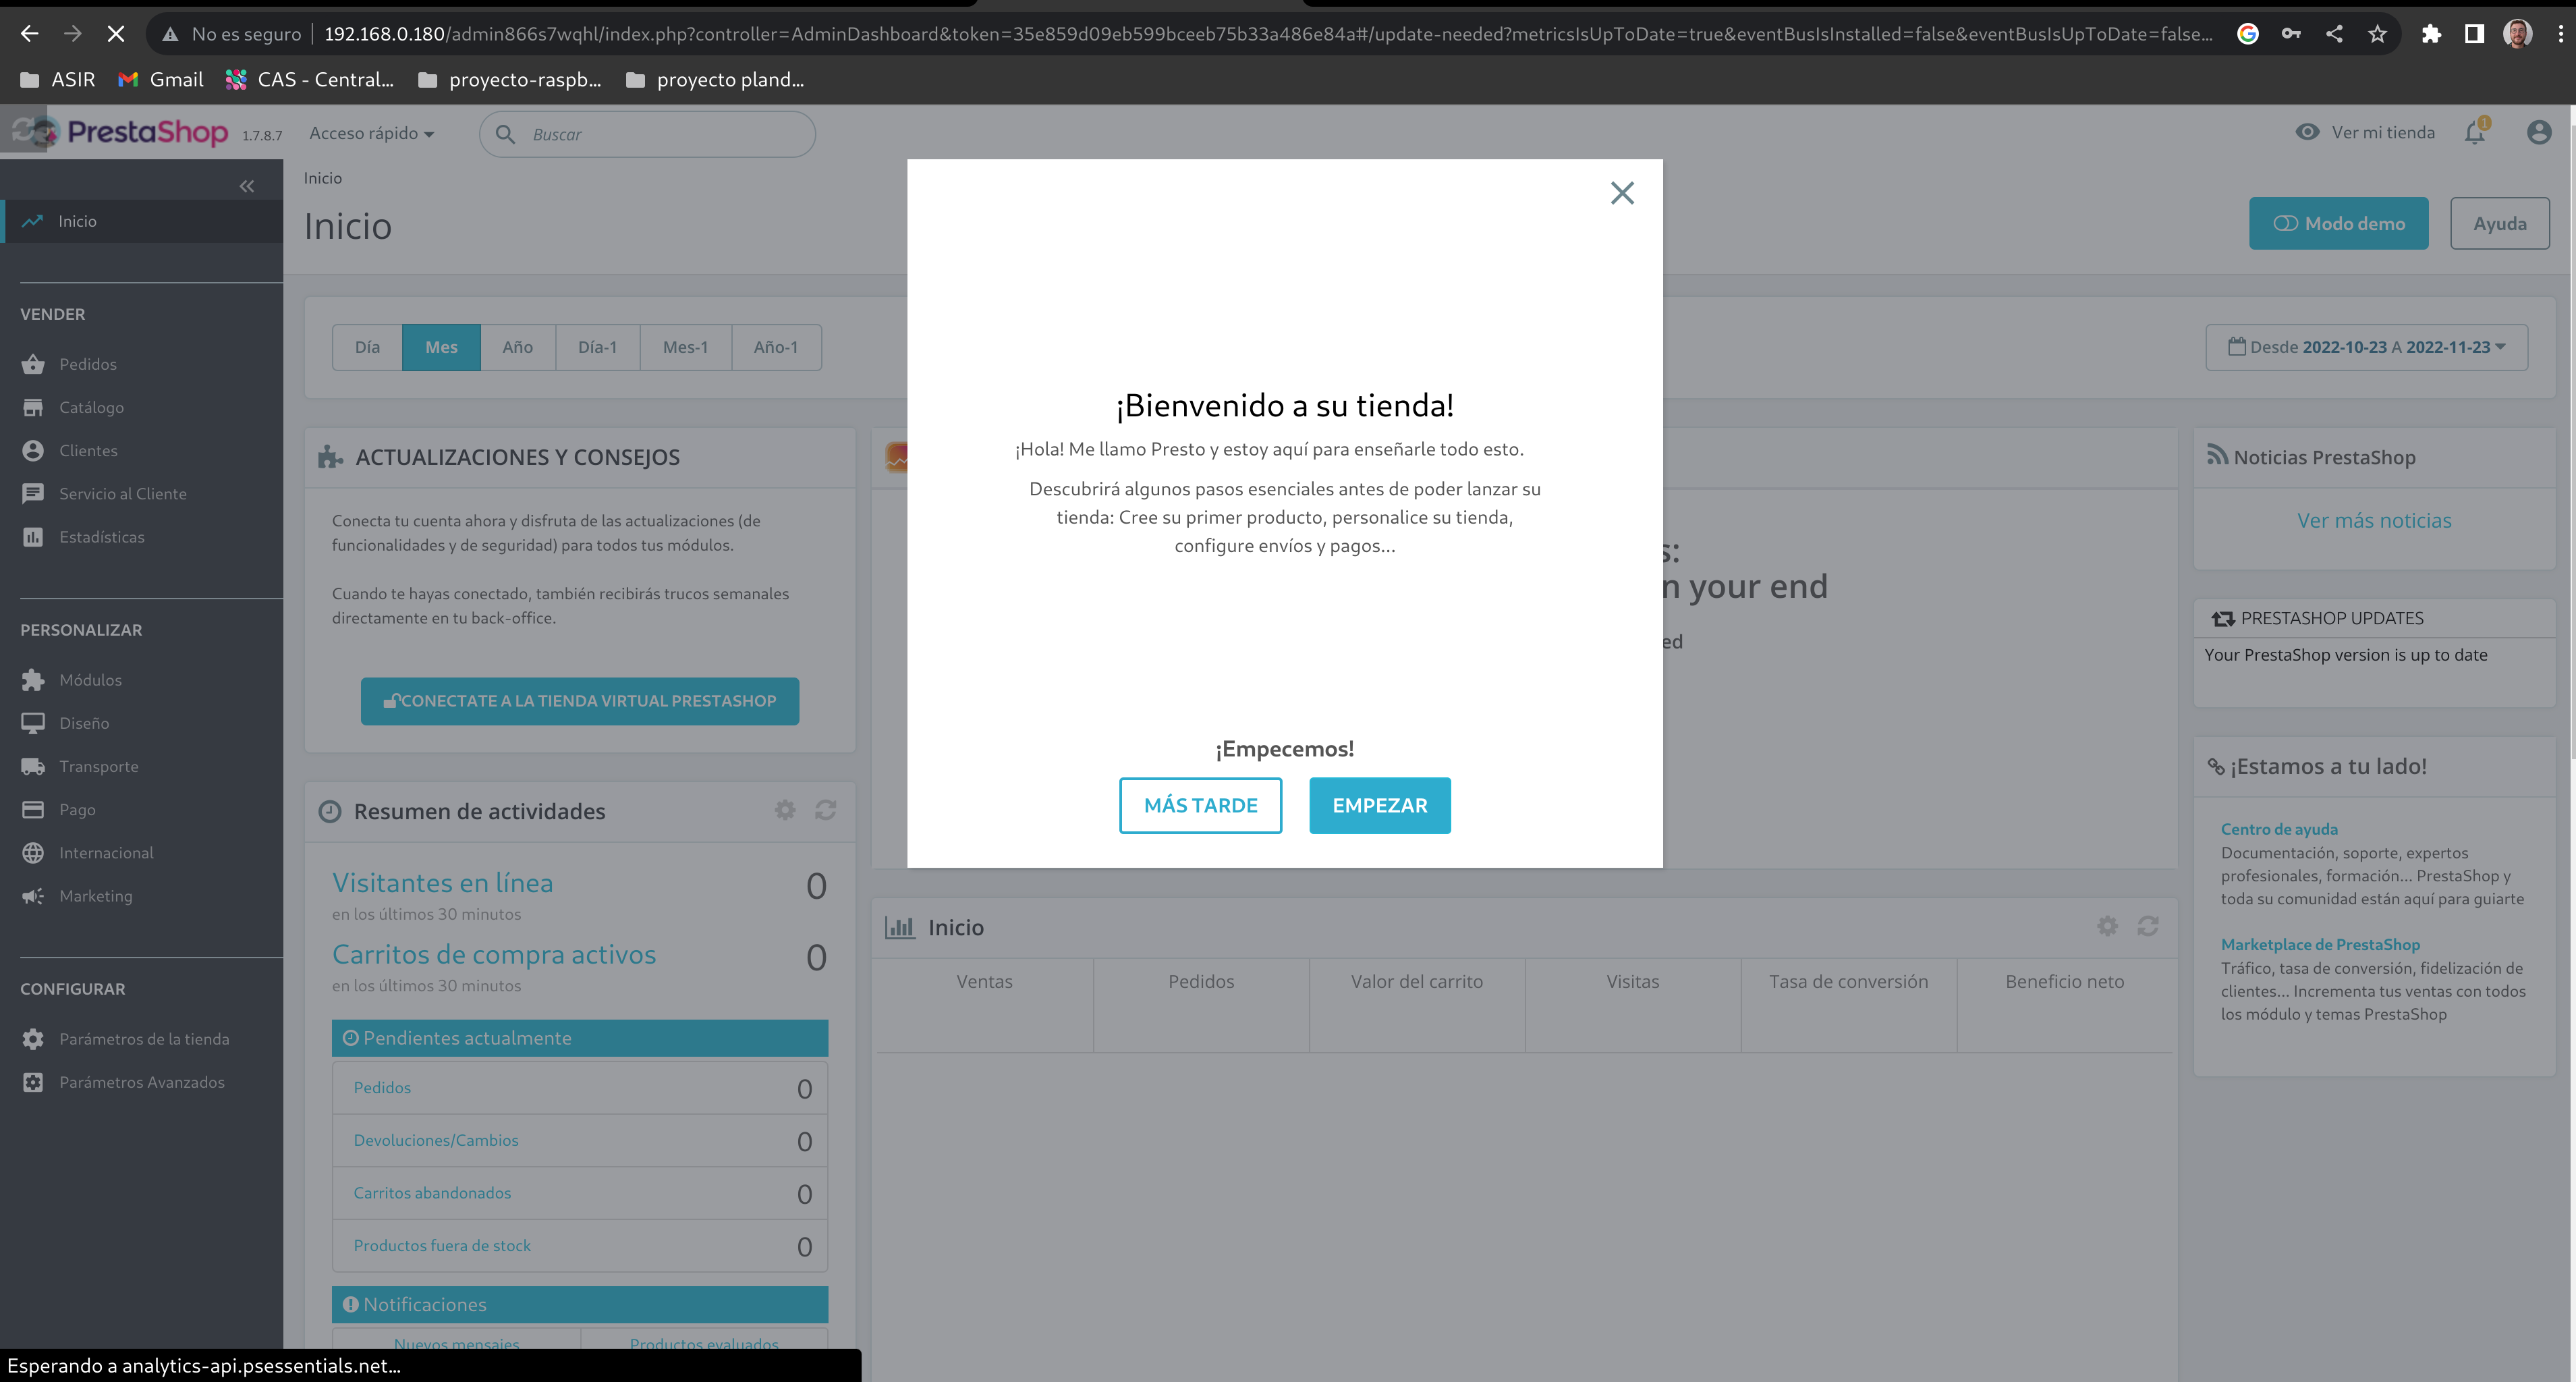 No es seguro 192.168.0.180/admin866s7wqhl/index.php?controller=AdminDashboard&token=35e859d09eb599bceeb75b33a486e84a#/update-needed?metricsIsUpToDate=true&eventBusIsInstalled=false&eventBusIsUpToDate=false...
ASIR Gmail CAS - Central... proyecto-raspb... proyecto pland...
PrestaShop 1.7.8.7 Acceso rápido Buscar Ver mi tienda 1
Inicio
VENDER
Pedidos
Catálogo
Clientes
Servicio al Cliente
Estadísticas
PERSONALIZAR
Módulos
Diseño
Transporte
Pago
Internacional
Marketing
CONFIGURAR
Parámetros de la tienda
Parámetros Avanzados
Inicio
Inicio
Modo demo Ayuda
Día Mes Año Día-1 Mes-1 Año-1
Desde 2022-10-23 A 2022-11-23
ACTUALIZACIONES Y CONSEJOS
Conecta tu cuenta ahora y disfruta de las actualizaciones (de
funcionalidades y de seguridad) para todos tus módulos.
Cuando te hayas conectado, también recibirás trucos semanales
directamente en tu back-office.
CONECTATE A LA TIENDA VIRTUAL PRESTASHOP
Resumen de actividades
Visitantes en línea 0
en los últimos 30 minutos
Carritos de compra activos 0
en los últimos 30 minutos
Pendientes actualmente
Pedidos 0
Devoluciones/Cambios 0
Carritos abandonados 0
Productos fuera de stock 0
Notificaciones
Nuevos mensajes Productos evaluados
¡Bienvenido a su tienda!
¡Hola! Me llamo Presto y estoy aquí para enseñarle todo esto.
Descubrirá algunos pasos esenciales antes de poder lanzar su
tienda: Cree su primer producto, personalice su tienda,
configure envíos y pagos...
¡Empecemos!
MÁS TARDE EMPEZAR
s:
n your end
ed
Inicio
Ventas Pedidos Valor del carrito Visitas Tasa de conversión Beneficio neto
Noticias PrestaShop
Ver más noticias
PRESTASHOP UPDATES
Your PrestaShop version is up to date
¡Estamos a tu lado!
Centro de ayuda
Documentación, soporte, expertos
profesionales, formación... PrestaShop y
toda su comunidad están aquí para guiarte
Marketplace de PrestaShop
Tráfico, tasa de conversión, fidelización de
clientes... Incrementa tus ventas con todos
los módulo y temas PrestaShop
Esperando a analytics-api.psessentials.net...